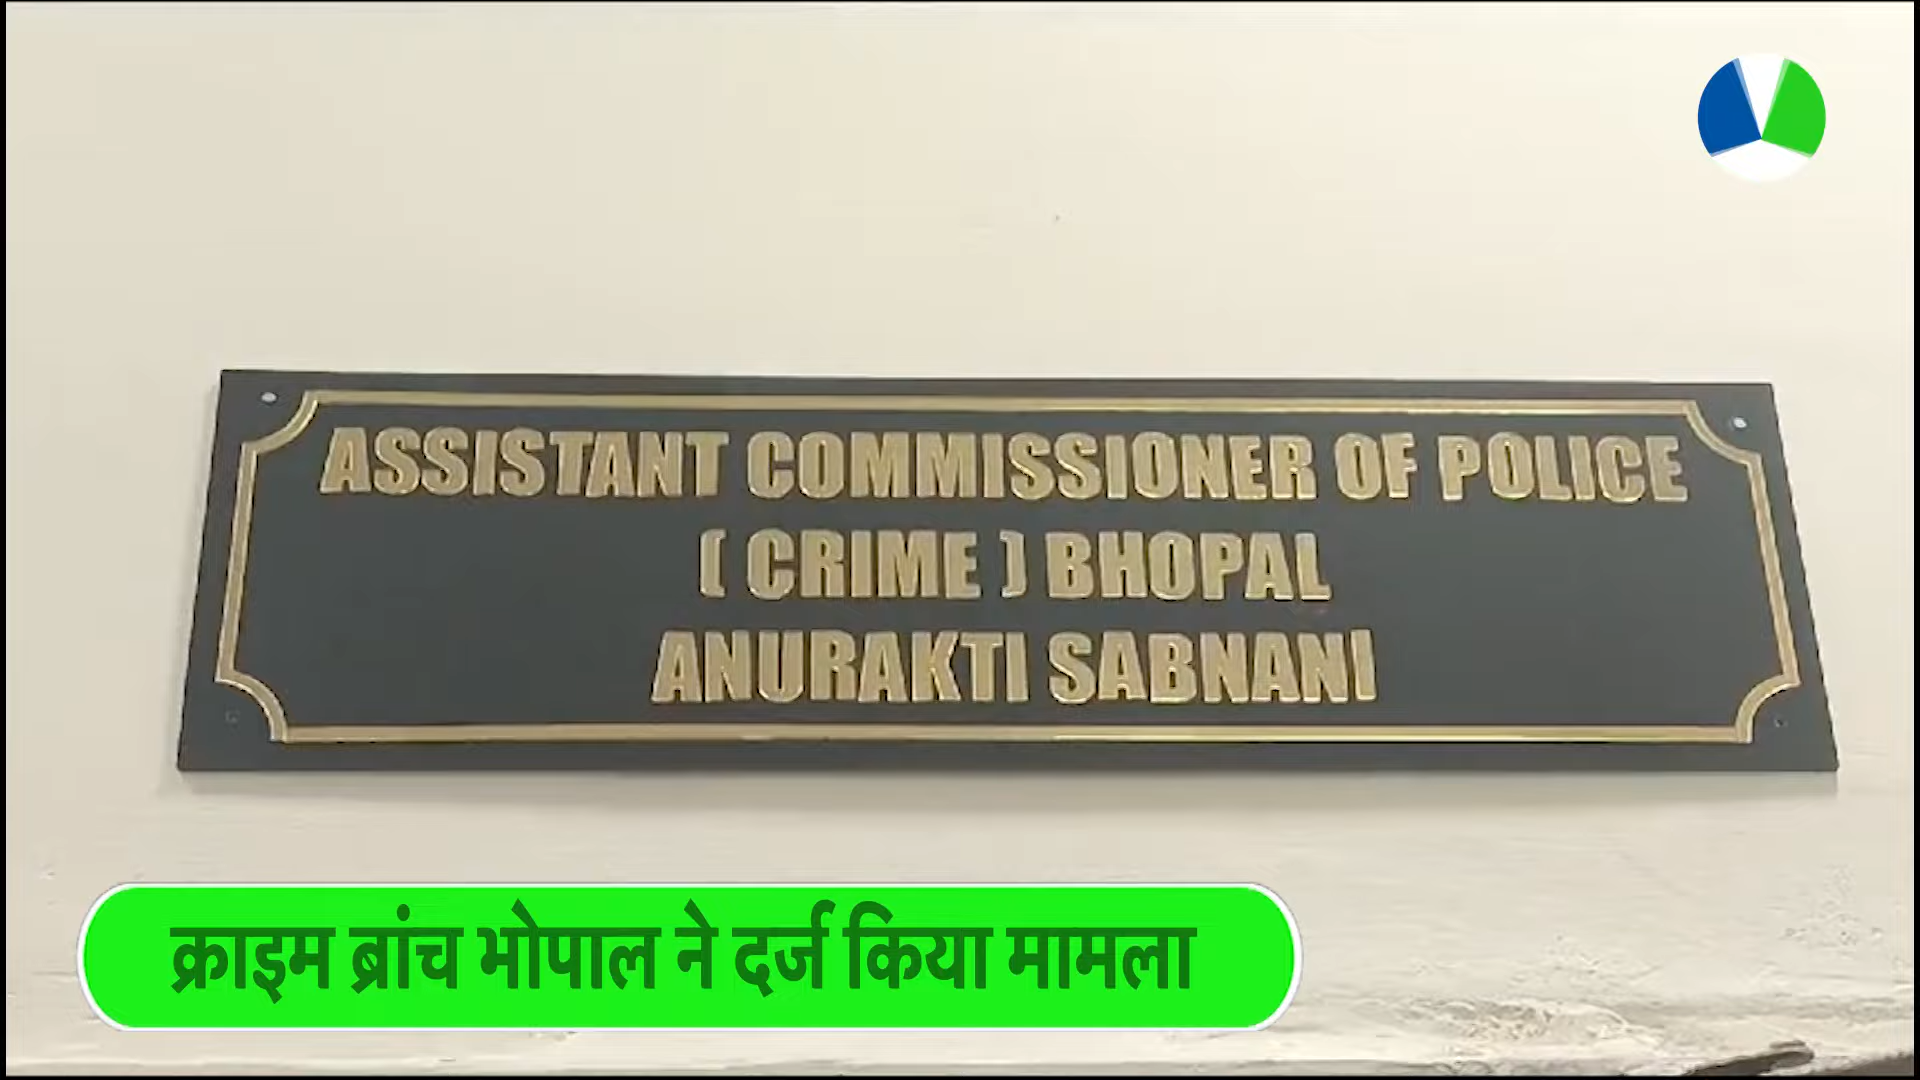 ASSISTANT COMMISSIONER OF POLICE
( CRIME ) BHOPAL
ANURAKTI SABNANI
क्राइम ब्रांच भोपाल ने दर्ज किया मामला